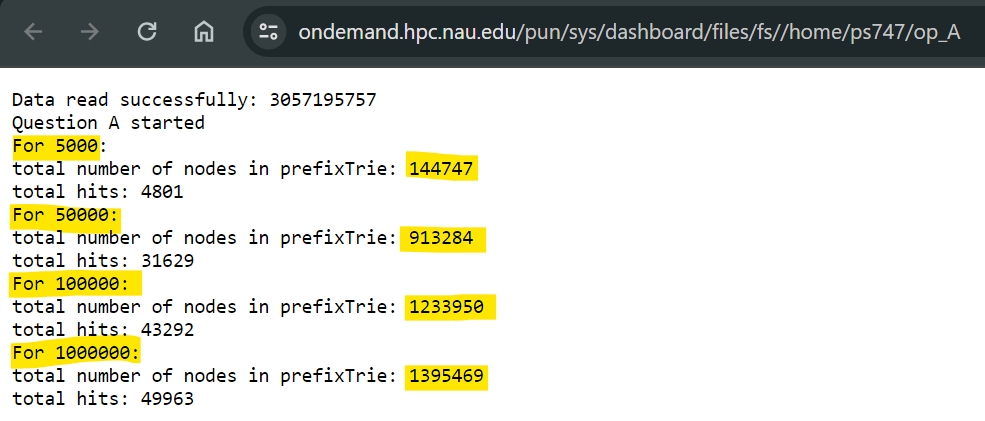 ondemand.hpc.nau.edu/pun/sys/dashboard/files/fs//home/ps747/op_A
Data read successfully: 3057195757
Question A started
For 5000:
total number of nodes in prefixTrie: 144747
total hits: 4801
For 50000:
total number of nodes in prefixTrie: 913284
total hits: 31629
For 100000:
total number of nodes in prefixTrie: 1233950
total hits: 43292
For 1000000:
total number of nodes in prefixTrie: 1395469
total hits: 49963